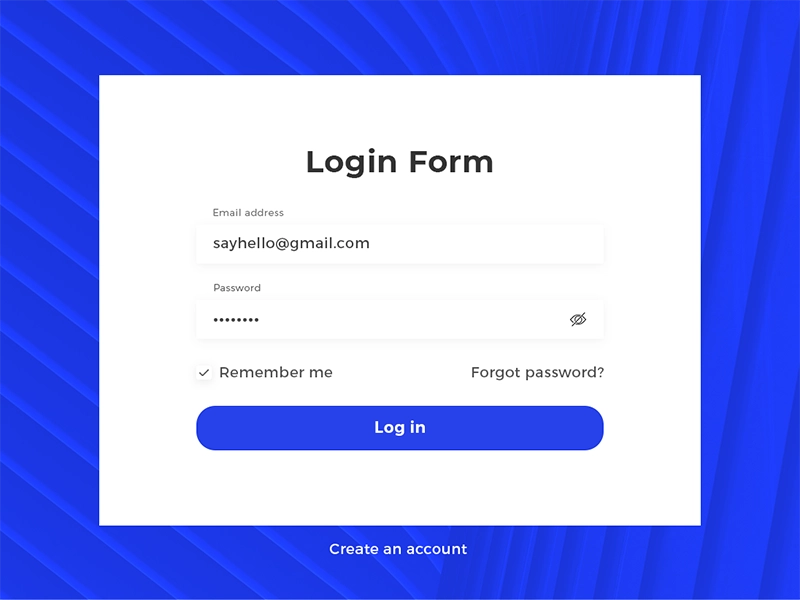 Login Form
Email address
sayhello@gmail.com
Password
••••••••
Remember me Forgot password?
Log in
Create an account